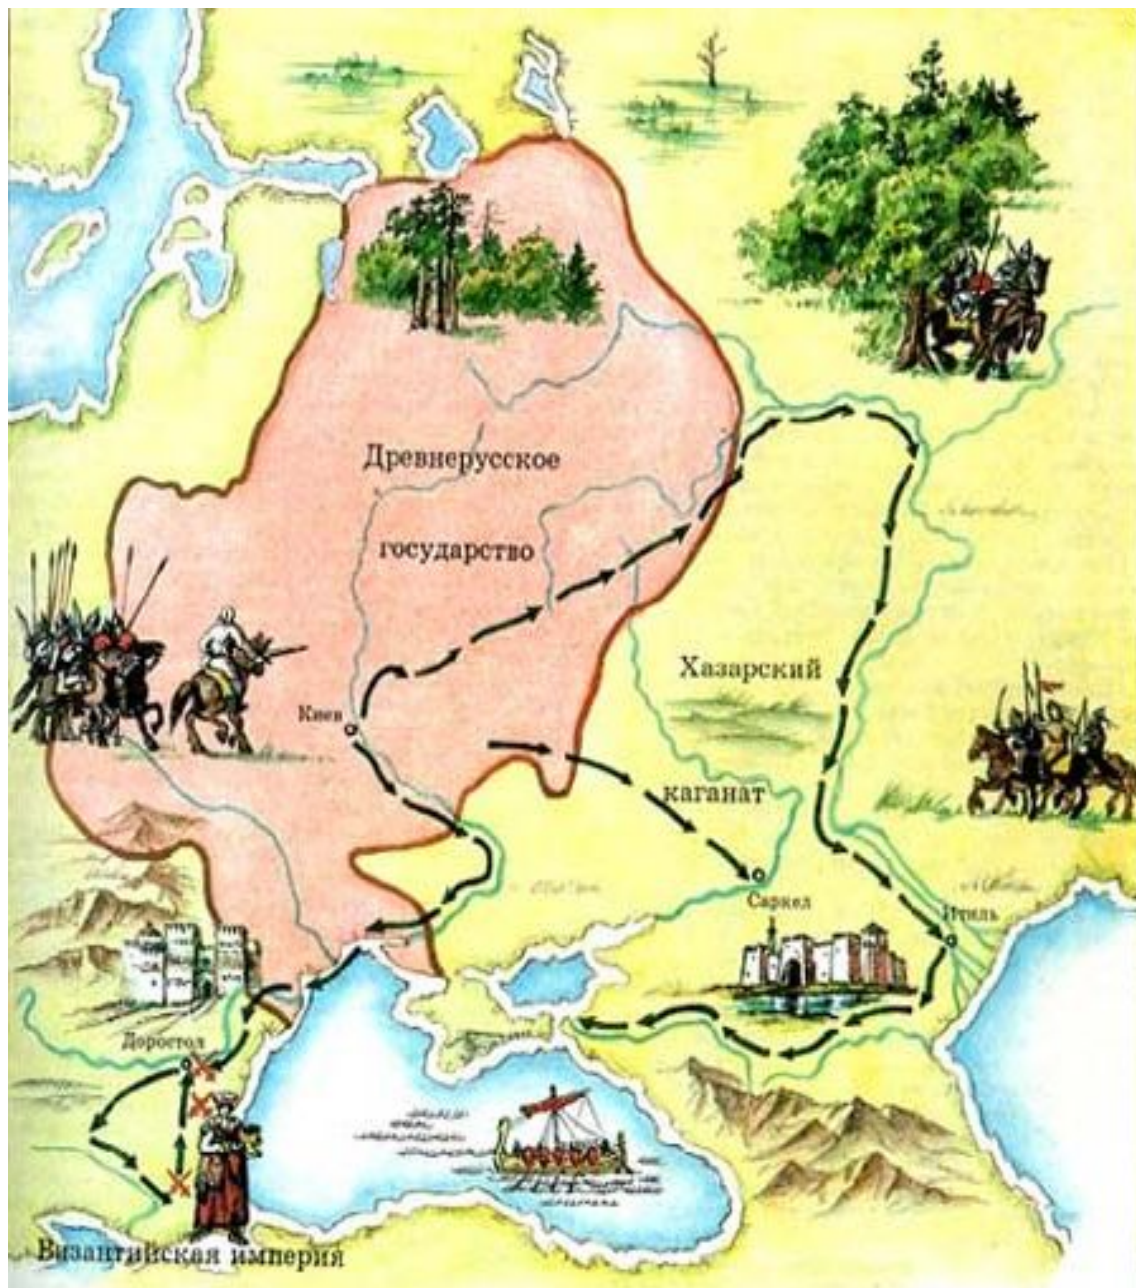 Древнерусское
государство
Хазарский
Киев
каганат
Саркел
Итиль
Доростол
Византийская империя